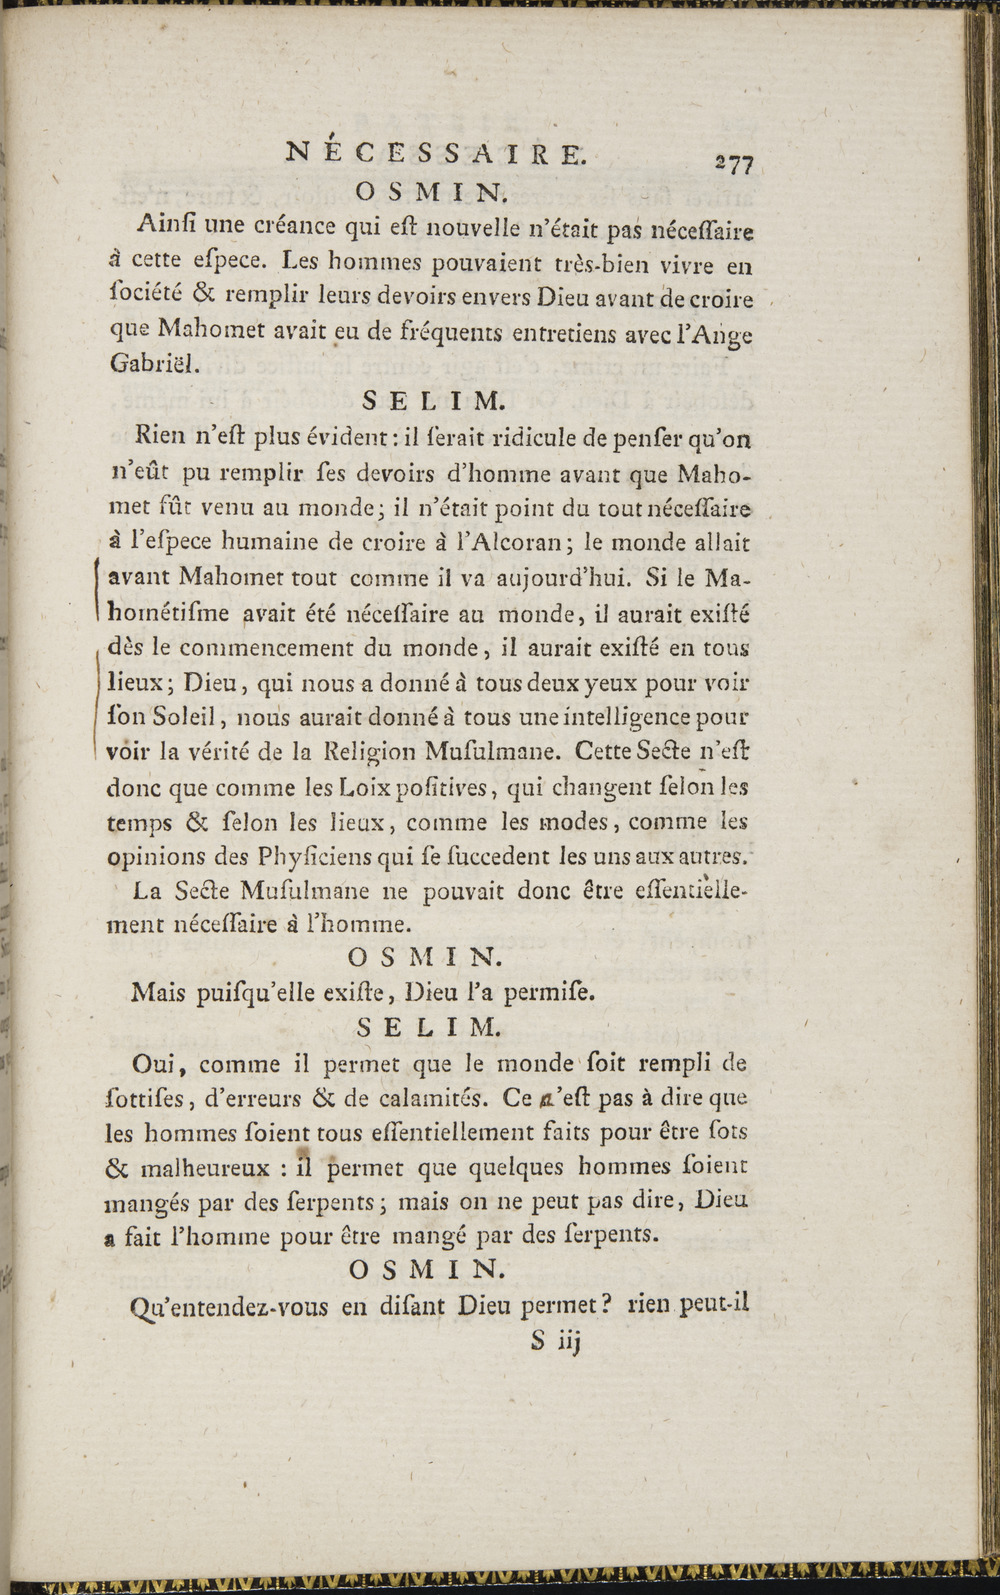 NÉCESSAIRE. 277
OSMIN.
Ainſi une créance qui eſt nouvelle n'était pas néceſſaire
à cette eſpece. Les hommes pouvaient très-bien vivre en
ſociété & remplir leurs devoirs envers Dieu avant de croire
que Mahomet avait eu de fréquents entretiens avec l'Ange
Gabriël.
SELIM.
Rien n'eſt plus évident : il ſerait ridicule de penſer qu'on
n'eût pu remplir ſes devoirs d'homme avant que Maho-
met fût venu au monde ; il n'était point du tout néceſſaire
à l'eſpece humaine de croire à l'Alcoran ; le monde allait
avant Mahomet tout comme il va aujourd'hui. Si le Ma-
hométiſme avait été néceſſaire au monde, il aurait exiſté
dès le commencement du monde, il aurait exiſté en tous
lieux ; Dieu, qui nous a donné à tous deux yeux pour voir
ſon Soleil, nous aurait donné à tous une intelligence pour
voir la vérité de la Religion Muſulmane. Cette Secte n'eſt
donc que comme les Loix poſitives, qui changent ſelon les
temps & ſelon les lieux, comme les modes, comme les
opinions des Phyſiciens qui ſe ſuccedent les uns aux autres.
La Secte Muſulmane ne pouvait donc être eſſentièlle-
ment néceſſaire à l'homme.
OSMIN.
Mais puiſqu'elle exiſte, Dieu l'a permiſe.
SELIM.
Oui, comme il permet que le monde ſoit rempli de
ſottiſes, d'erreurs & de calamités. Ce n'eſt pas à dire que
les hommes ſoient tous eſſentiellement faits pour être ſots
& malheureux : il permet que quelques hommes ſoient
mangés par des ſerpents ; mais on ne peut pas dire, Dieu
a fait l'homme pour être mangé par des ſerpents.
OSMIN.
Qu'entendez-vous en diſant Dieu permet ? rien peut-il
S iij